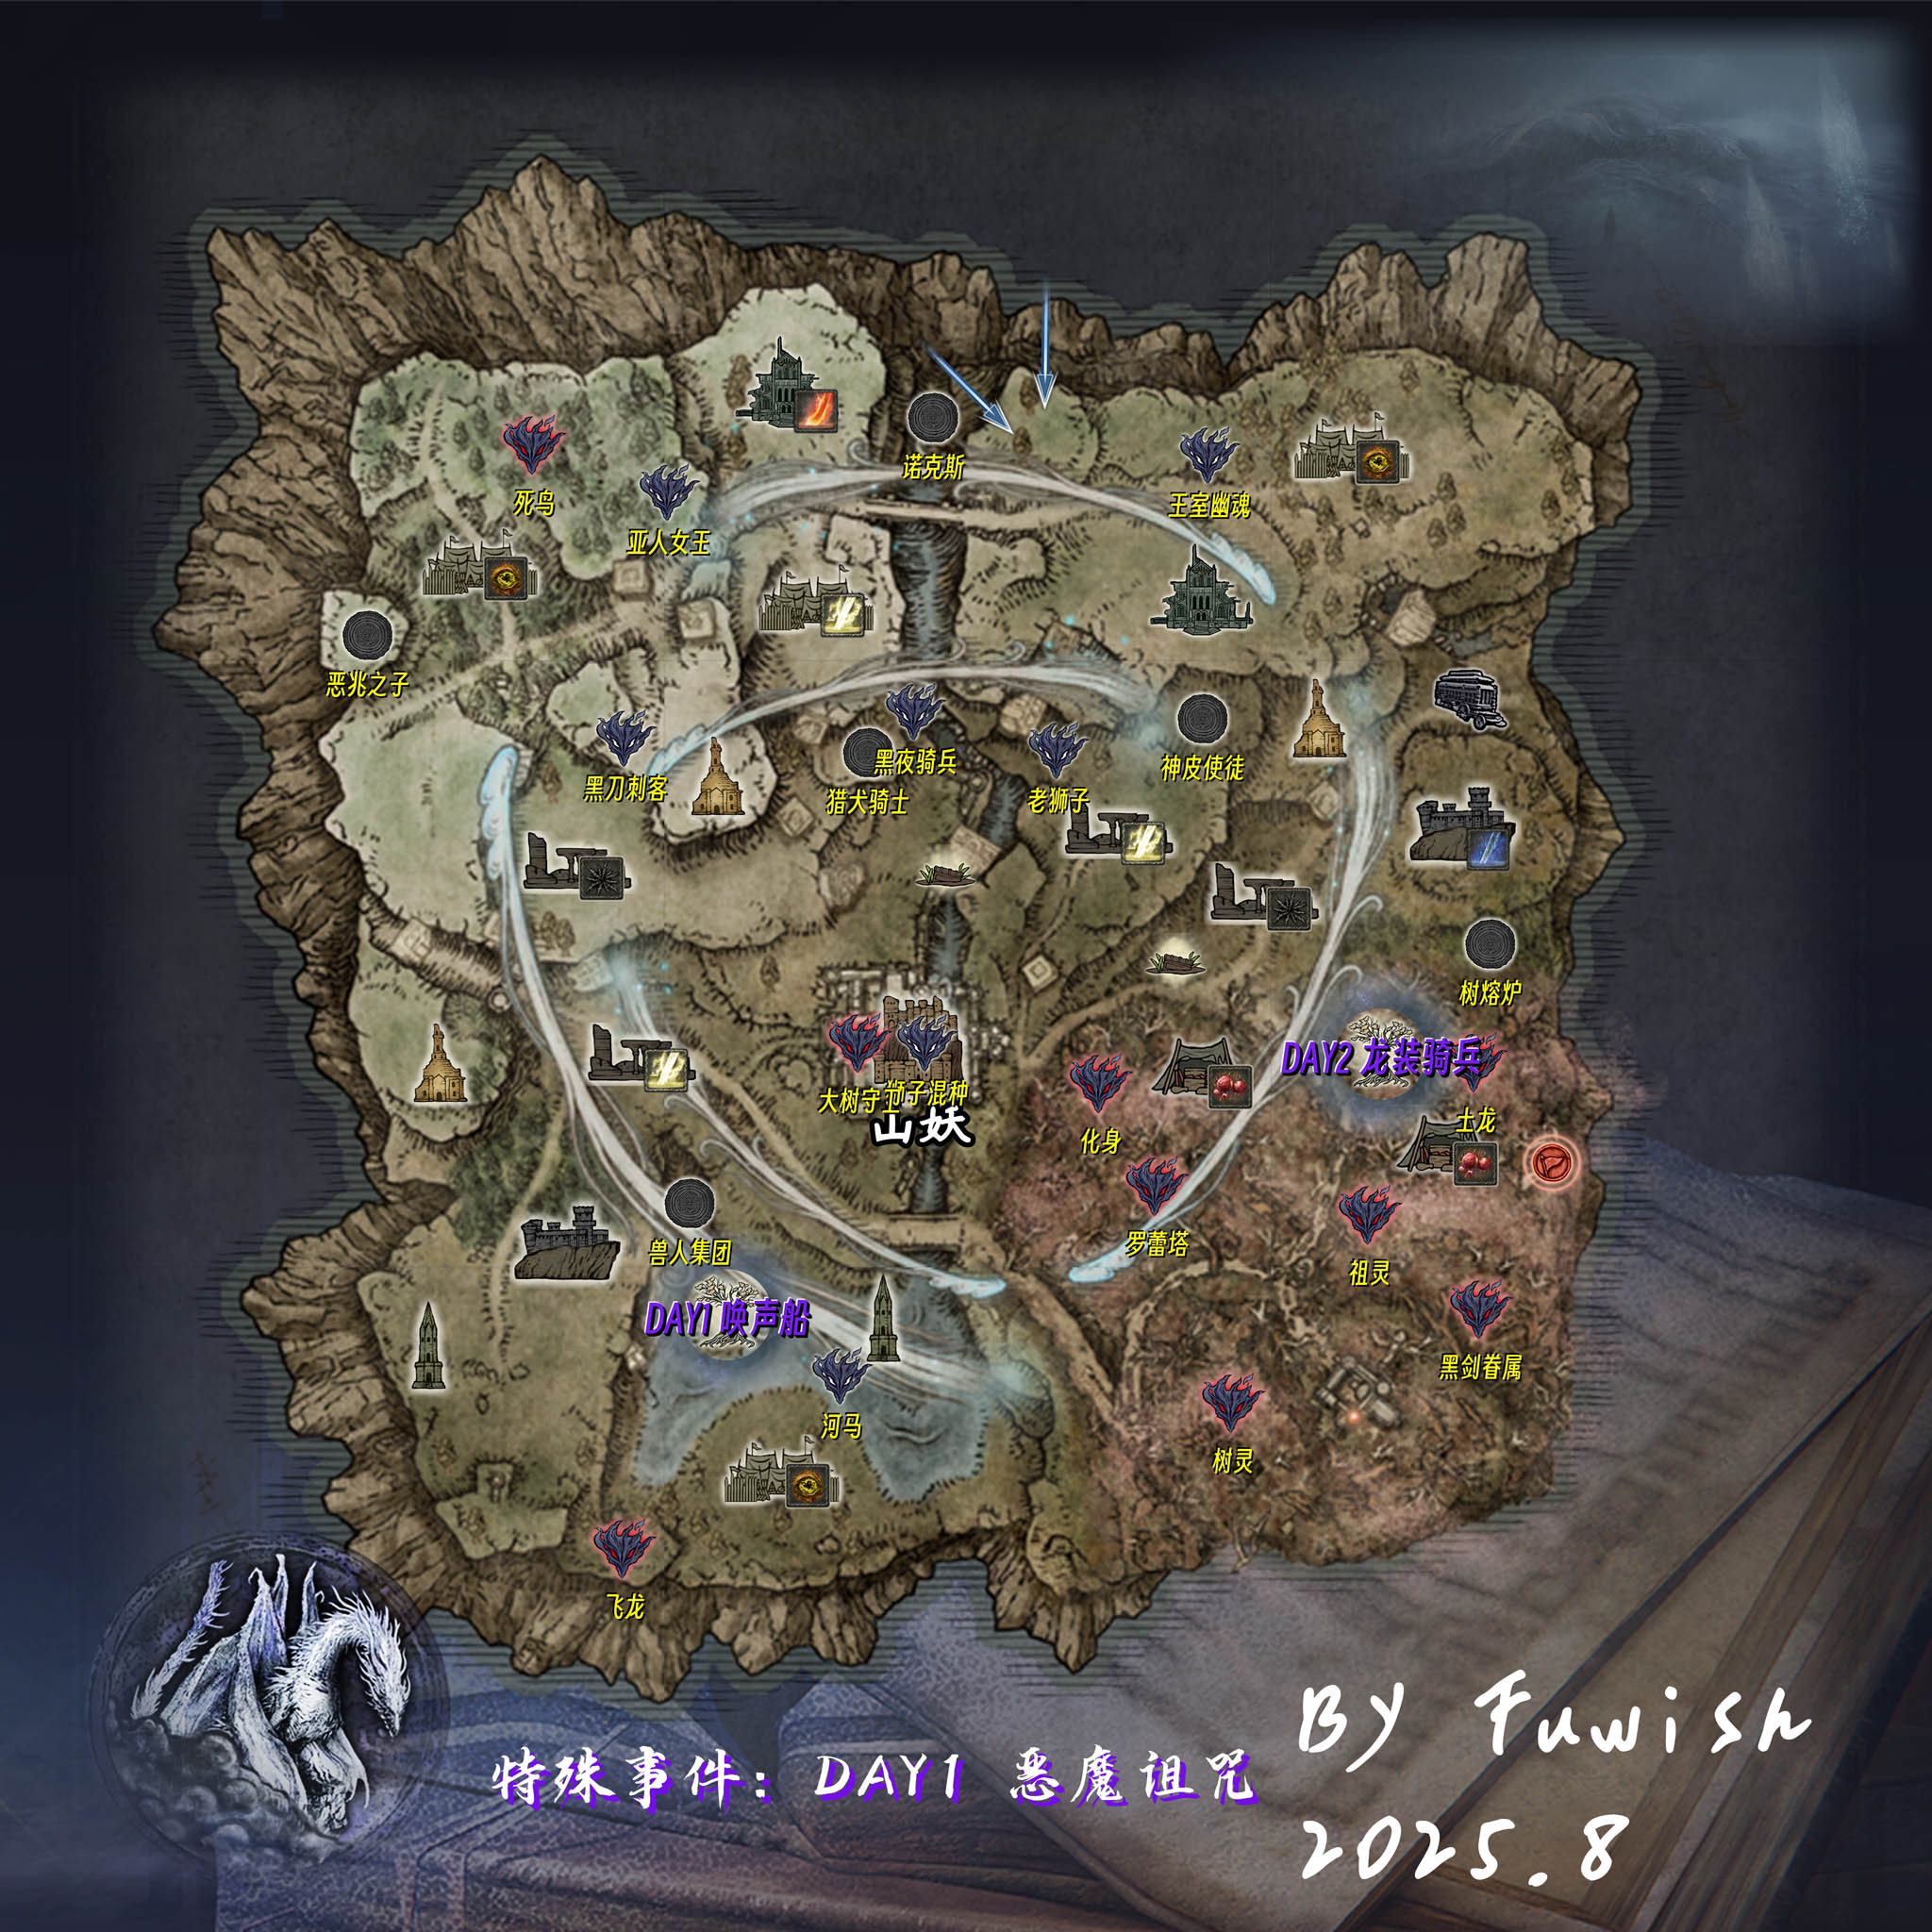 诺克斯
死鸟
王室幽魂
亚人女王
恶兆之子
黑夜骑兵
神皮使徒
黑刀刺客
猎犬骑士
老狮子
树熔炉
DAY2 龙装骑兵
大树守卫
狮子混种
山妖
土龙
化身
罗蕾塔
兽人集团
祖灵
DAY1 唤声船
黑剑眷属
河马
树灵
飞龙
特殊事件：DAY1 恶魔诅咒
By Fuwish
2025.8